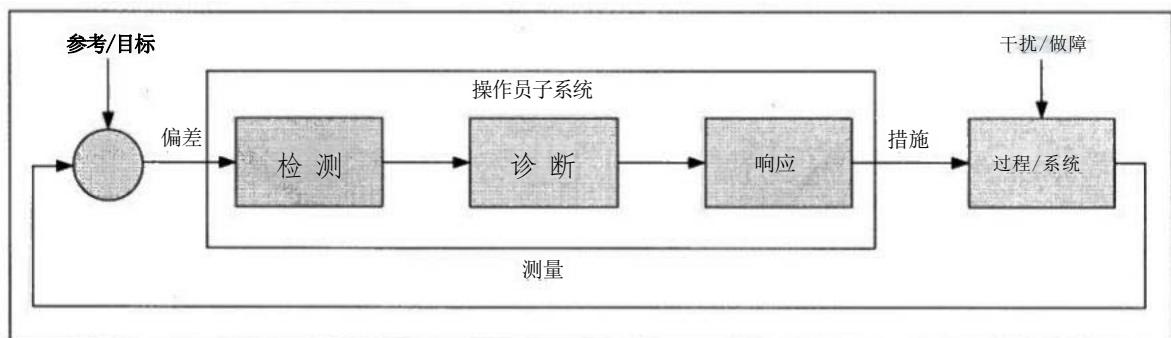 参考/目标
干扰/做障
操作员子系统
偏差
检 测
诊 断
响应
措施
过程/系统
测量